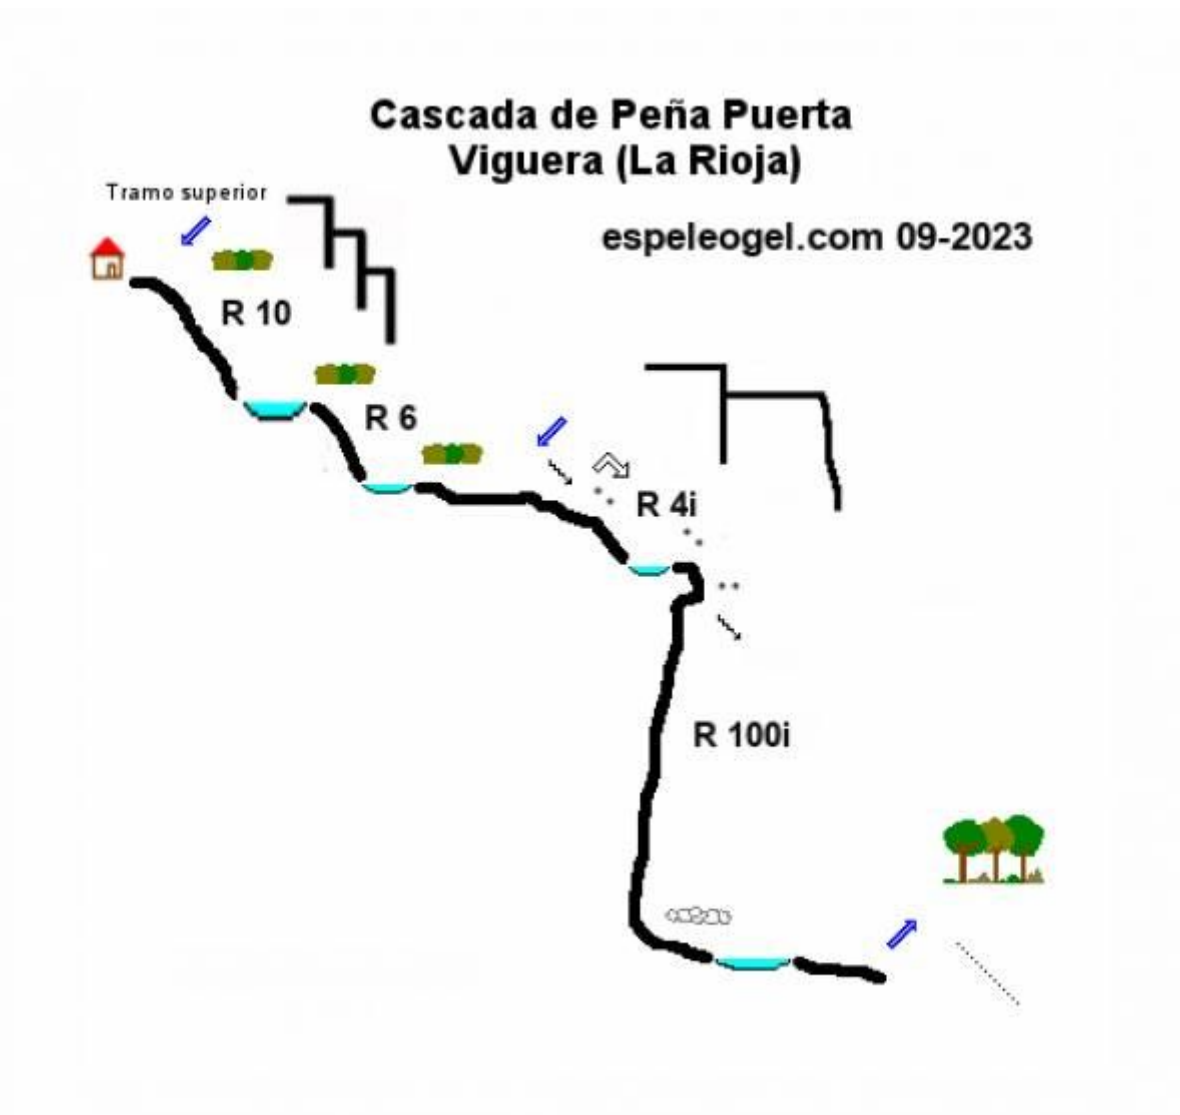 Cascada de Peña Puerta
Viguera (La Rioja)
Tramo superior
espeleogel.com 09-2023
R 10
R 6
R 4i
R 100i